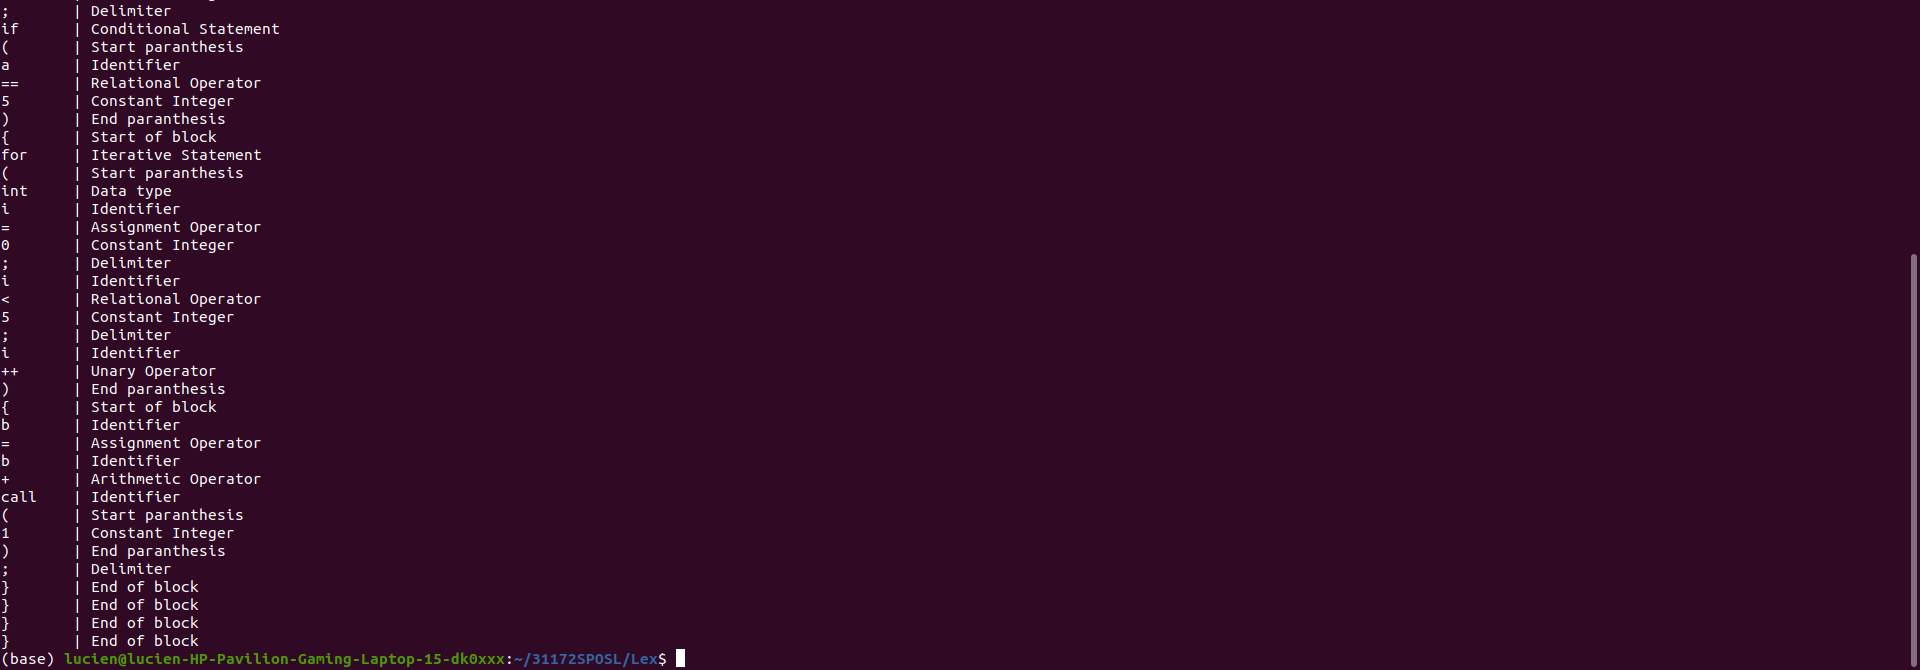 ;       | Delimiter
if      | Conditional Statement
(       | Start paranthesis
a       | Identifier
==      | Relational Operator
5       | Constant Integer
)       | End paranthesis
{       | Start of block
for     | Iterative Statement
(       | Start paranthesis
int     | Data type
i       | Identifier
=       | Assignment Operator
0       | Constant Integer
;       | Delimiter
i       | Identifier
<       | Relational Operator
5       | Constant Integer
;       | Delimiter
i       | Identifier
++      | Unary Operator
)       | End paranthesis
{       | Start of block
b       | Identifier
=       | Assignment Operator
b       | Identifier
+       | Arithmetic Operator
call    | Identifier
(       | Start paranthesis
1       | Constant Integer
)       | End paranthesis
;       | Delimiter
}       | End of block
}       | End of block
}       | End of block
}       | End of block
(base) lucien@lucien-HP-Pavilion-Gaming-Laptop-15-dk0xxx:~/31172SPOSL/Lex$